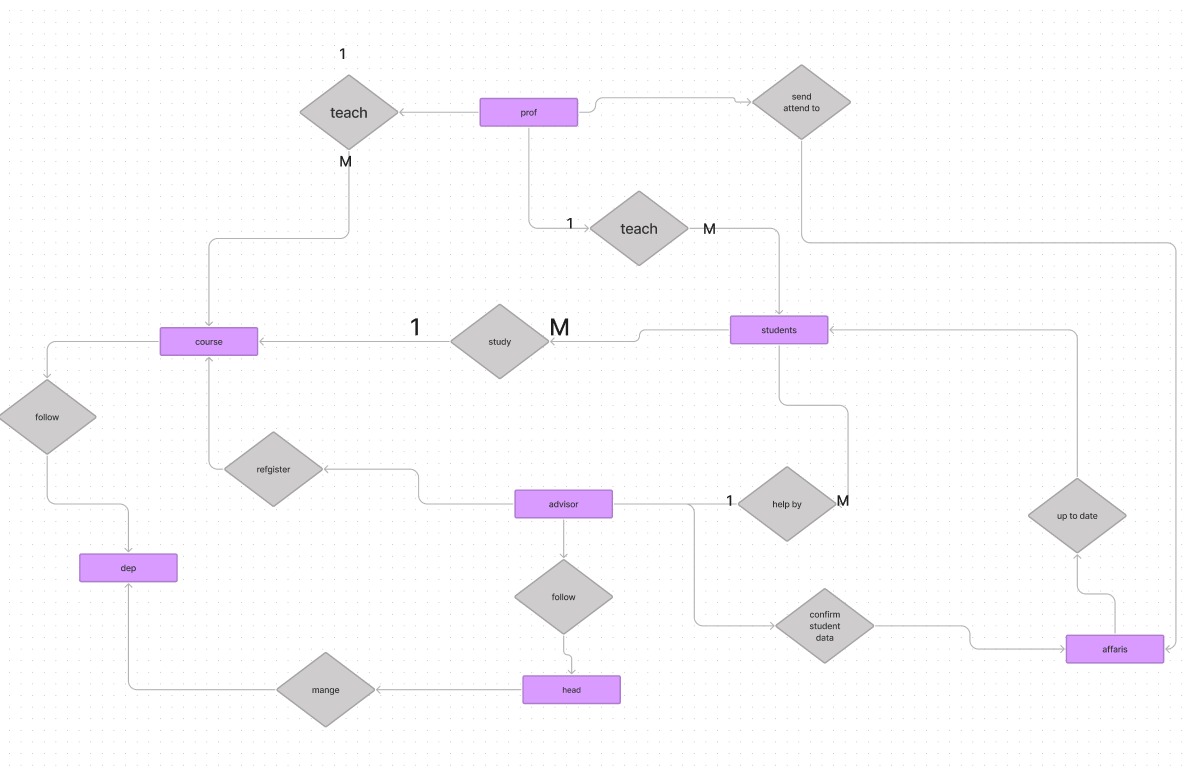 1
teach
prof
send
attend to
M
1
teach
M
1
M
study
students
course
follow
refgister
advisor
1
help by
M
up to date
dep
follow
confirm
student
data
affaris
mange
head